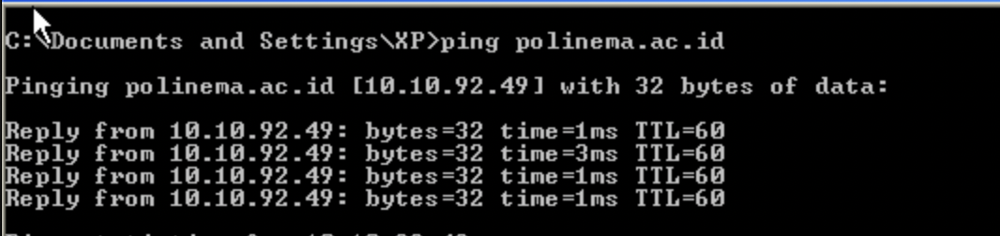 C:\Documents and Settings\XP>ping polinema.ac.id
Pinging polinema.ac.id [10.10.92.49] with 32 bytes of data:
Reply from 10.10.92.49: bytes=32 time=1ms TTL=60
Reply from 10.10.92.49: bytes=32 time=3ms TTL=60
Reply from 10.10.92.49: bytes=32 time=1ms TTL=60
Reply from 10.10.92.49: bytes=32 time=1ms TTL=60